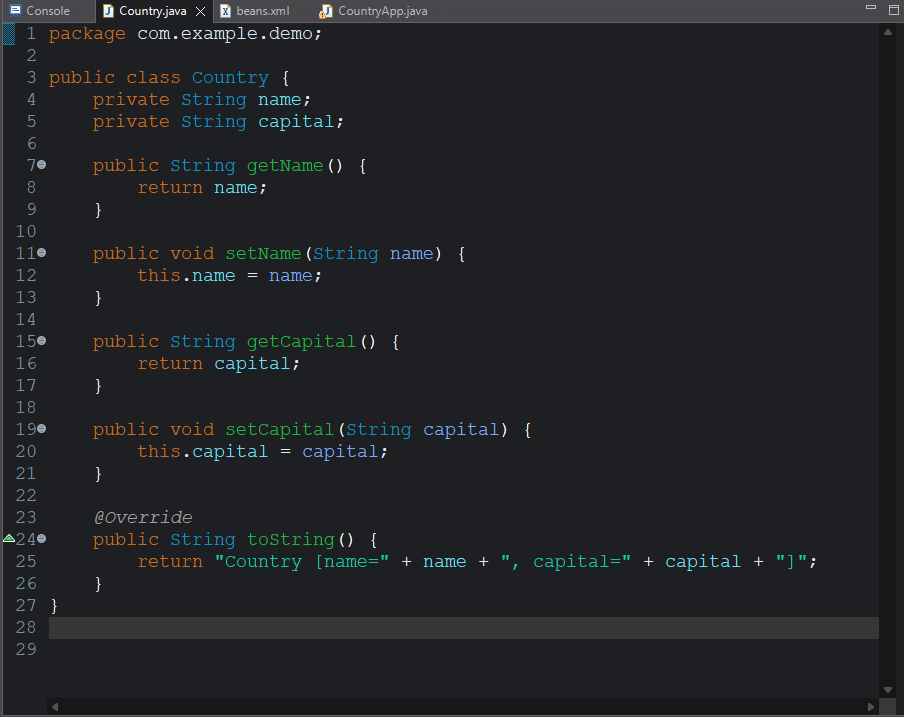 Console Country.java beans.xml CountryApp.java
1 package com.example.demo;
2
3 public class Country {
4     private String name;
5     private String capital;
6
7     public String getName() {
8         return name;
9     }
10
11     public void setName(String name) {
12         this.name = name;
13     }
14
15     public String getCapital() {
16         return capital;
17     }
18
19     public void setCapital(String capital) {
20         this.capital = capital;
21     }
22
23     @Override
24     public String toString() {
25         return "Country [name=" + name + ", capital=" + capital + "]";
26     }
27 }
28
29